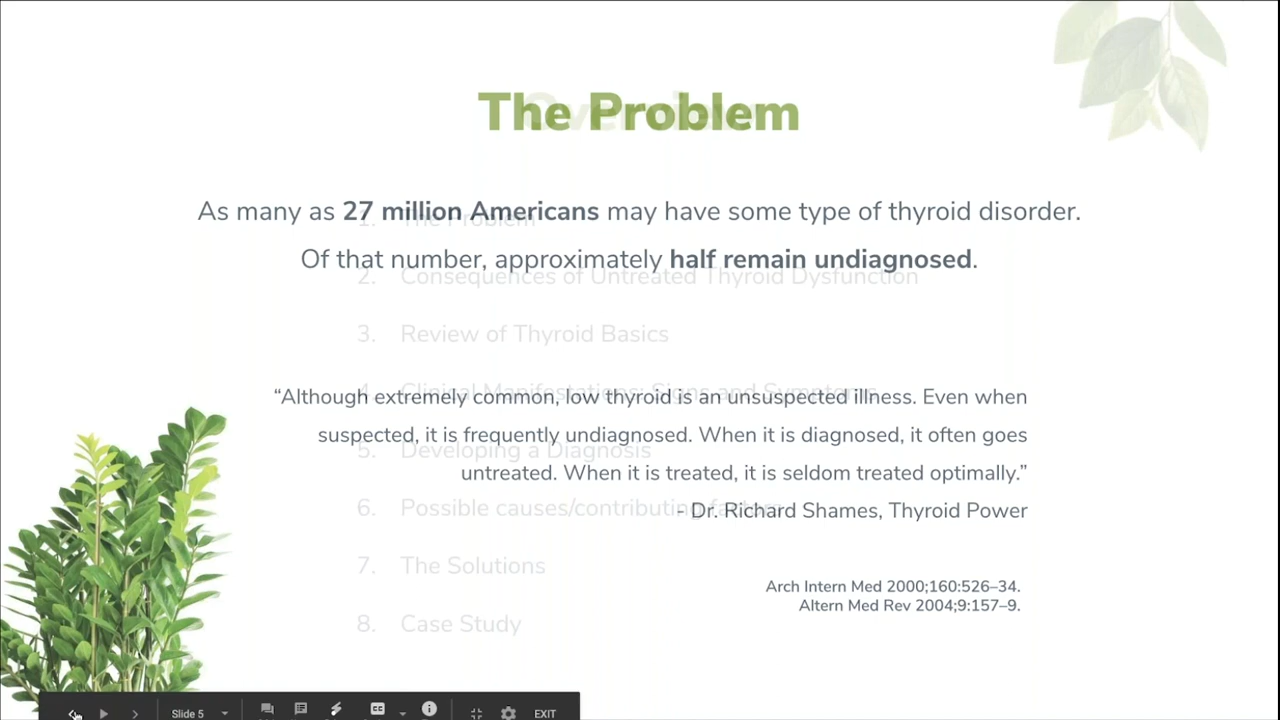 The Problem
As many as 27 million Americans may have some type of thyroid disorder.
Of that number, approximately half remain undiagnosed.
“Although extremely common, low thyroid is an unsuspected illness. Even when
suspected, it is frequently undiagnosed. When it is diagnosed, it often goes
untreated. When it is treated, it is seldom treated optimally.”
- Dr. Richard Shames, Thyroid Power
Arch Intern Med 2000;160:526–34.
Altern Med Rev 2004;9:157–9.
Overview
1. The Problem
2. Consequences of Untreated Thyroid Dysfunction
3. Review of Thyroid Basics
4. Clinical Manifestations: Signs and Symptoms
5. Developing a Diagnosis
6. Possible causes/contributing
7. The Solutions
8. Case Study
Slide 5
CC
EXIT